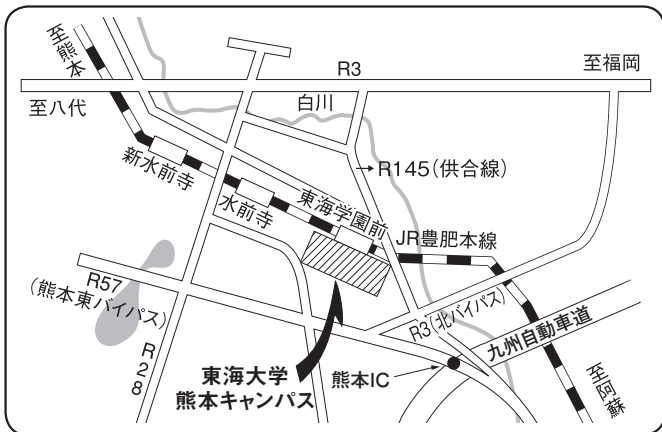 至熊本
R3
至福岡
至八代
白川
新水前寺
R145（供合線）
水前寺
東海学園前
JR豊肥本線
R57
（熊本東バイパス）
R3（北バイパス）
九州自動車道
R28
東海大学
熊本キャンパス
熊本IC
至阿蘇